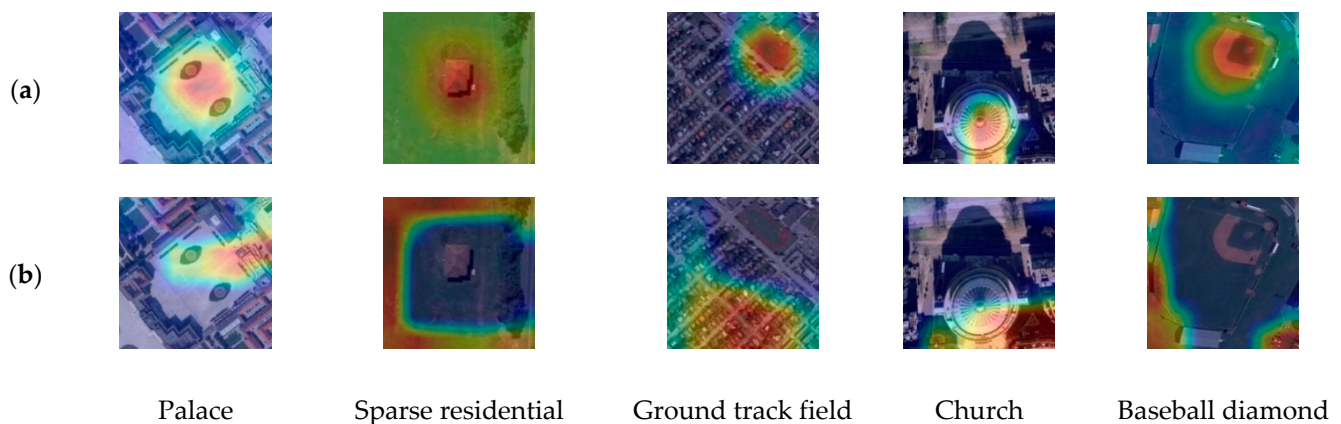 (a)
(b)
Palace Sparse residential Ground track field Church Baseball diamond